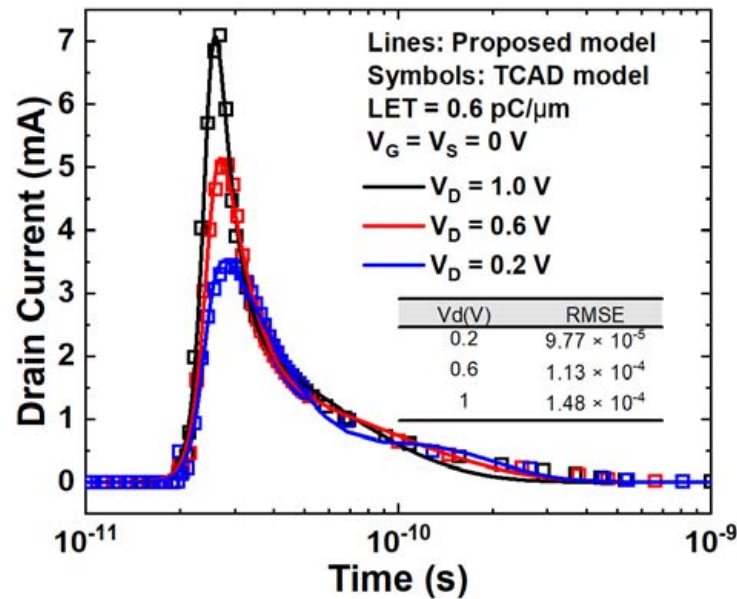 7
6
5
4
3
2
1
0
Drain Current (mA)
Lines: Proposed model
Symbols: TCAD model
LET = 0.6 pC/μm
V_G = V_S = 0 V
V_D = 1.0 V
V_D = 0.6 V
V_D = 0.2 V
Vd(V) RMSE
0.2 9.77 × 10⁻⁵
0.6 1.13 × 10⁻⁴
1 1.48 × 10⁻⁴
10⁻¹¹ 10⁻¹⁰ 10⁻⁹
Time (s)